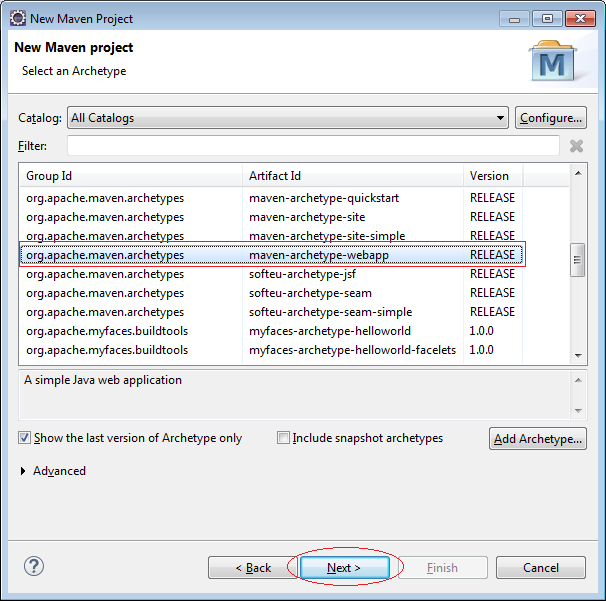 New Maven Project
New Maven project
Select an Archetype
M
Catalog: All Catalogs Configure...
Filter:
Group Id Artifact Id Version
org.apache.maven.archetypes maven-archetype-quickstart RELEASE
org.apache.maven.archetypes maven-archetype-site RELEASE
org.apache.maven.archetypes maven-archetype-site-simple RELEASE
org.apache.maven.archetypes maven-archetype-webapp RELEASE
org.apache.maven.archetypes softeu-archetype-jsf RELEASE
org.apache.maven.archetypes softeu-archetype-seam RELEASE
org.apache.maven.archetypes softeu-archetype-seam-simple RELEASE
org.apache.myfaces.buildtools myfaces-archetype-helloworld 1.0.0
org.apache.myfaces.buildtools myfaces-archetype-helloworld-facelets 1.0.0
A simple Java web application
Show the last version of Archetype only Include snapshot archetypes Add Archetype...
Advanced
? < Back Next > Finish Cancel